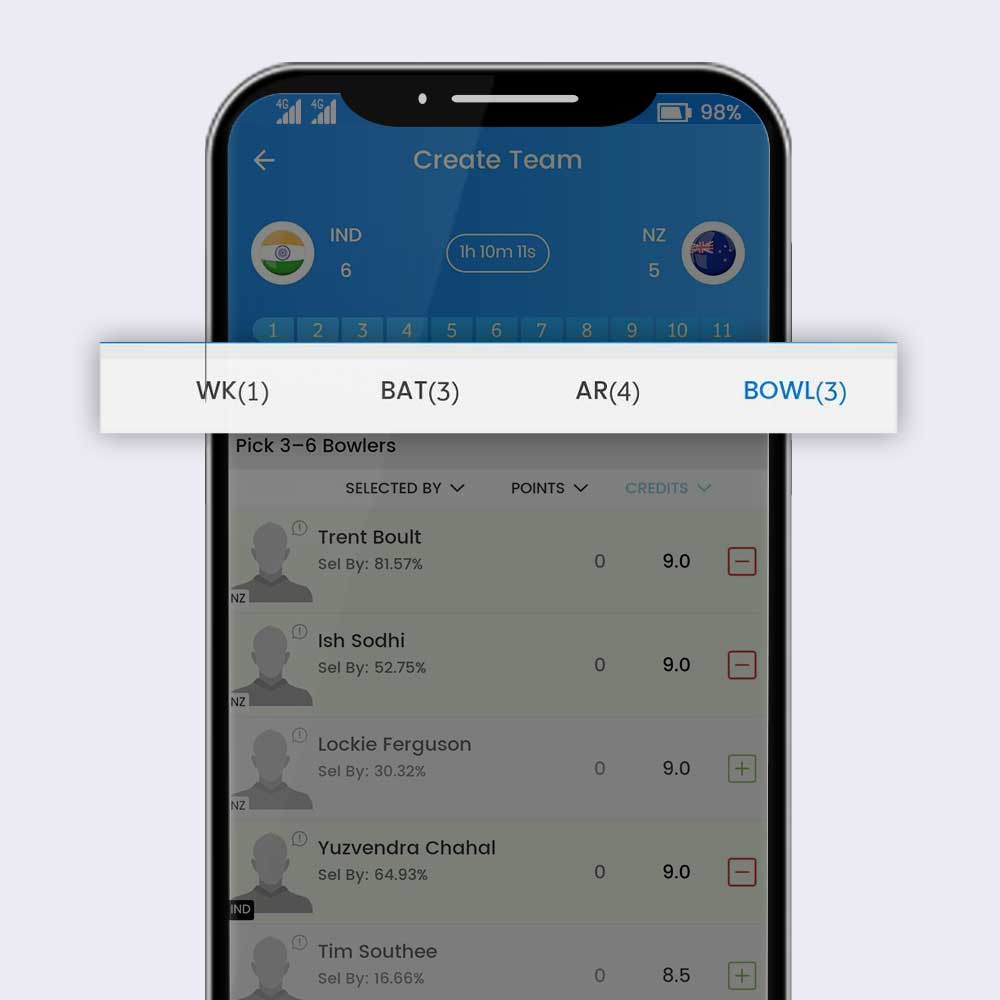 4G 4G 98%
Create Team
IND 1h 10m 11s NZ
6 5
1 2 3 4 5 6 7 8 9 10 11
WK(1) BAT(3) AR(4) BOWL(3)
Pick 3–6 Bowlers
SELECTED BY POINTS CREDITS
Trent Boult
Sel By: 81.57% 0 9.0
NZ
Ish Sodhi
Sel By: 52.75% 0 9.0
NZ
Lockie Ferguson
Sel By: 30.32% 0 9.0
NZ
Yuzvendra Chahal
Sel By: 64.93% 0 9.0
IND
Tim Southee
Sel By: 16.66% 0 8.5